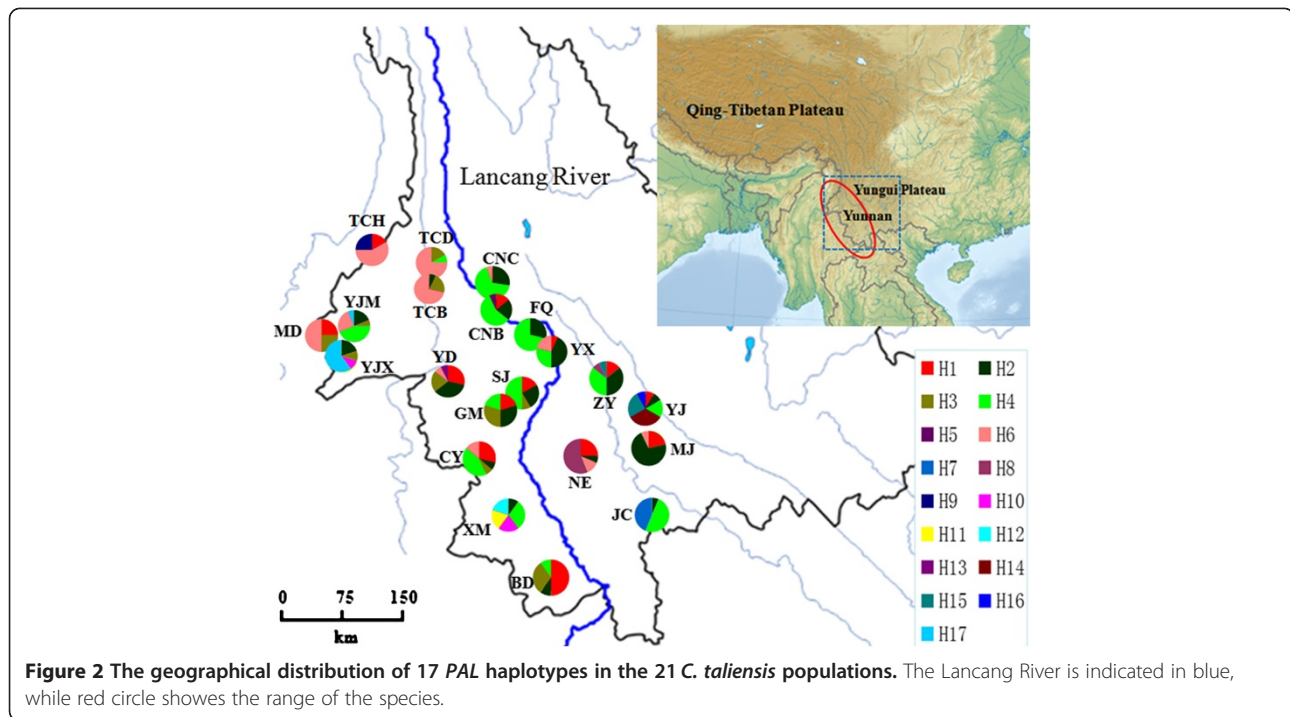 Qing-Tibetan Plateau
Yungui Plateau
Yunnan
Lancang River
TCH
TCD
CNC
TCB
YJM
CNB
FQ
MD
YX
YJX
YD
SJ
ZY
GM
YJ
CY
MJ
NE
XM
JC
BD
0 75 150
km
H1 H2
H3 H4
H5 H6
H7 H8
H9 H10
H11 H12
H13 H14
H15 H16
H17
Figure 2 The geographical distribution of 17 PAL haplotypes in the 21 C. taliensis populations. The Lancang River is indicated in blue,
while red circle showes the range of the species.